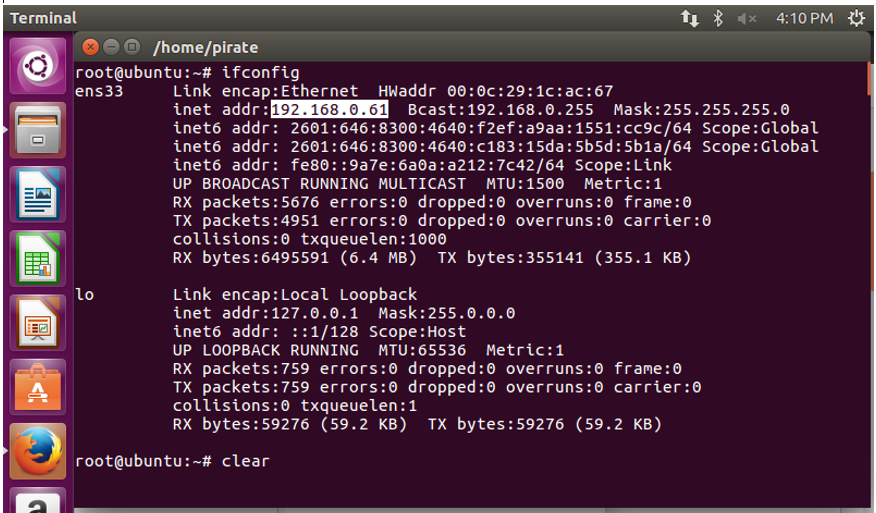 Terminal
4:10 PM
/home/pirate
root@ubuntu:~# ifconfig
ens33 Link encap:Ethernet HWaddr 00:0c:29:1c:ac:67
inet addr:192.168.0.61 Bcast:192.168.0.255 Mask:255.255.255.0
inet6 addr: 2601:646:8300:4640:f2ef:a9aa:1551:cc9c/64 Scope:Global
inet6 addr: 2601:646:8300:4640:c183:15da:5b5d:5b1a/64 Scope:Global
inet6 addr: fe80::9a7e:6a0a:a212:7c42/64 Scope:Link
UP BROADCAST RUNNING MULTICAST MTU:1500 Metric:1
RX packets:5676 errors:0 dropped:0 overruns:0 frame:0
TX packets:4951 errors:0 dropped:0 overruns:0 carrier:0
collisions:0 txqueuelen:1000
RX bytes:6495591 (6.4 MB) TX bytes:355141 (355.1 KB)
lo Link encap:Local Loopback
inet addr:127.0.0.1 Mask:255.0.0.0
inet6 addr: ::1/128 Scope:Host
UP LOOPBACK RUNNING MTU:65536 Metric:1
RX packets:759 errors:0 dropped:0 overruns:0 frame:0
TX packets:759 errors:0 dropped:0 overruns:0 carrier:0
collisions:0 txqueuelen:1
RX bytes:59276 (59.2 KB) TX bytes:59276 (59.2 KB)
root@ubuntu:~# clear
a